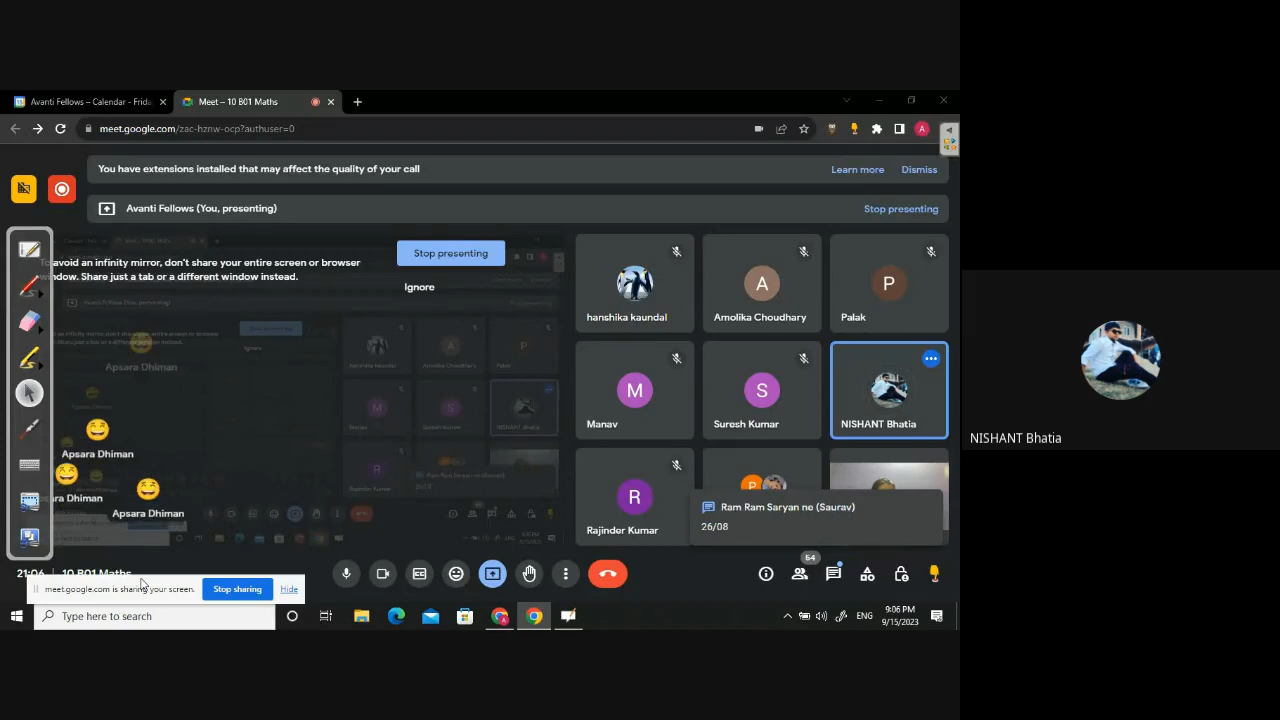 Avanti Fellows – Calendar - Frida
Meet – 10 B01 Maths
meet.google.com/zac-hznw-ocp?authuser=0
A
You have extensions installed that may affect the quality of your call
Learn more
Dismiss
Avanti Fellows (You, presenting)
Stop presenting
To avoid an infinity mirror, don't share your entire screen or browser
window. Share just a tab or a different window instead.
Stop presenting
Ignore
hanshika kaundal
A
Amolika Choudhary
P
Palak
Apsara Dhiman
M
Manav
S
Suresh Kumar
NISHANT Bhatia
NISHANT Bhatia
Apsara Dhiman
Dhiman
Apsara Dhiman
R
Rajinder Kumar
P
Ram Ram Saryan ne (Saurav)
26/08
54
21:06
10 B01 Maths
meet.google.com is sharing your screen.
Stop sharing
Hide
Type here to search
ENG
9:06 PM
9/15/2023